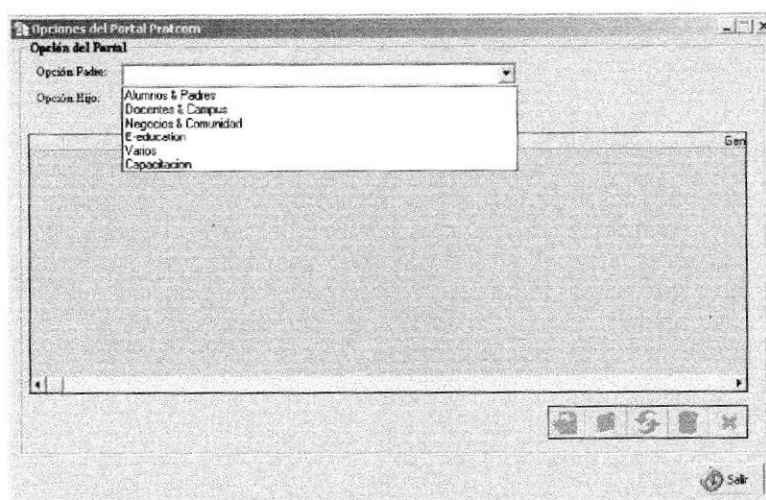 Opciones del Portal Protcom
Opción del Portal
Opción Padre:
Opción Hijo:
Alumnos & Padres
Docentes & Campus
Negocios & Comunidad
E-education
Varios
Capacitacion
Gen
Salir